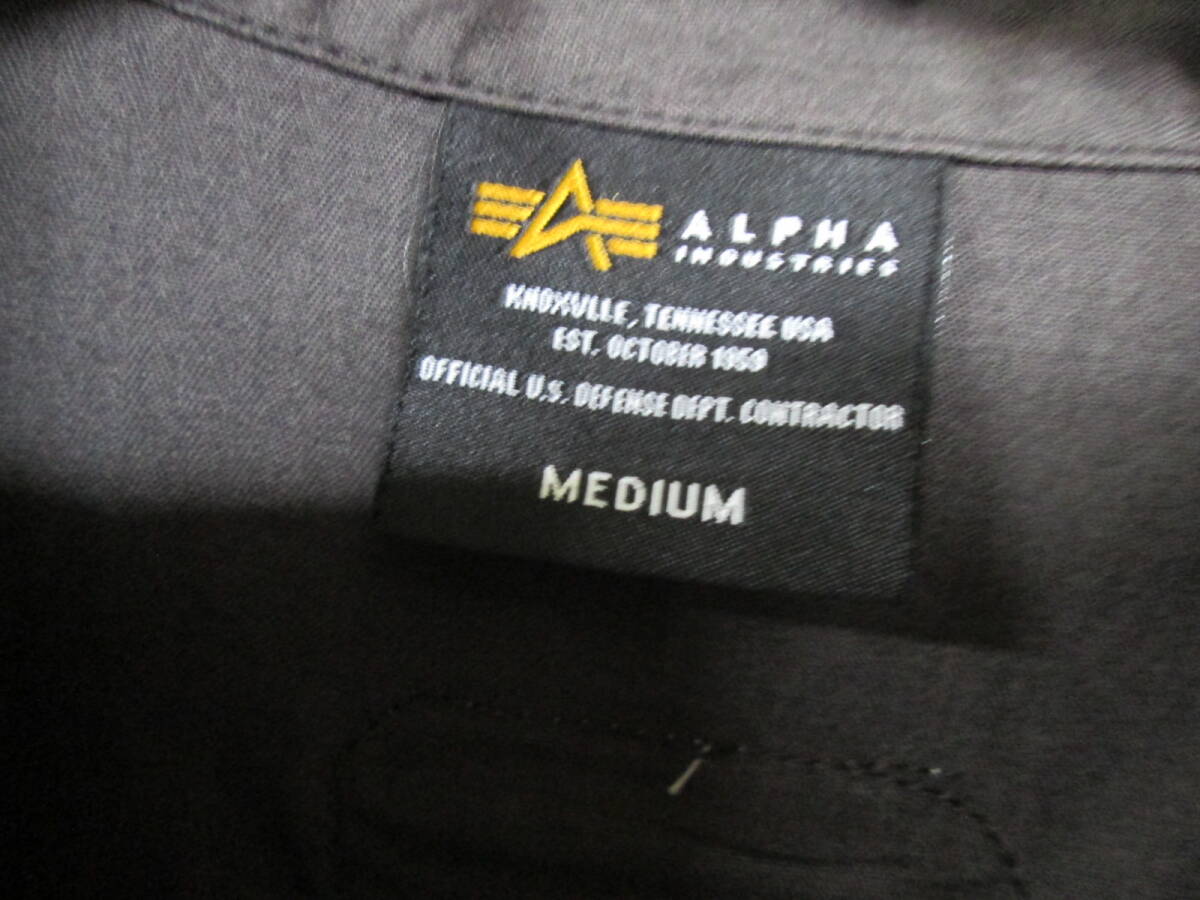 ALPHA
INDUSTRIES
KNOXVILLE, TENNESSEE USA
EST. OCTOBER 1959
OFFICIAL U.S. DEFENSE DEPT. CONTRACTOR
MEDIUM